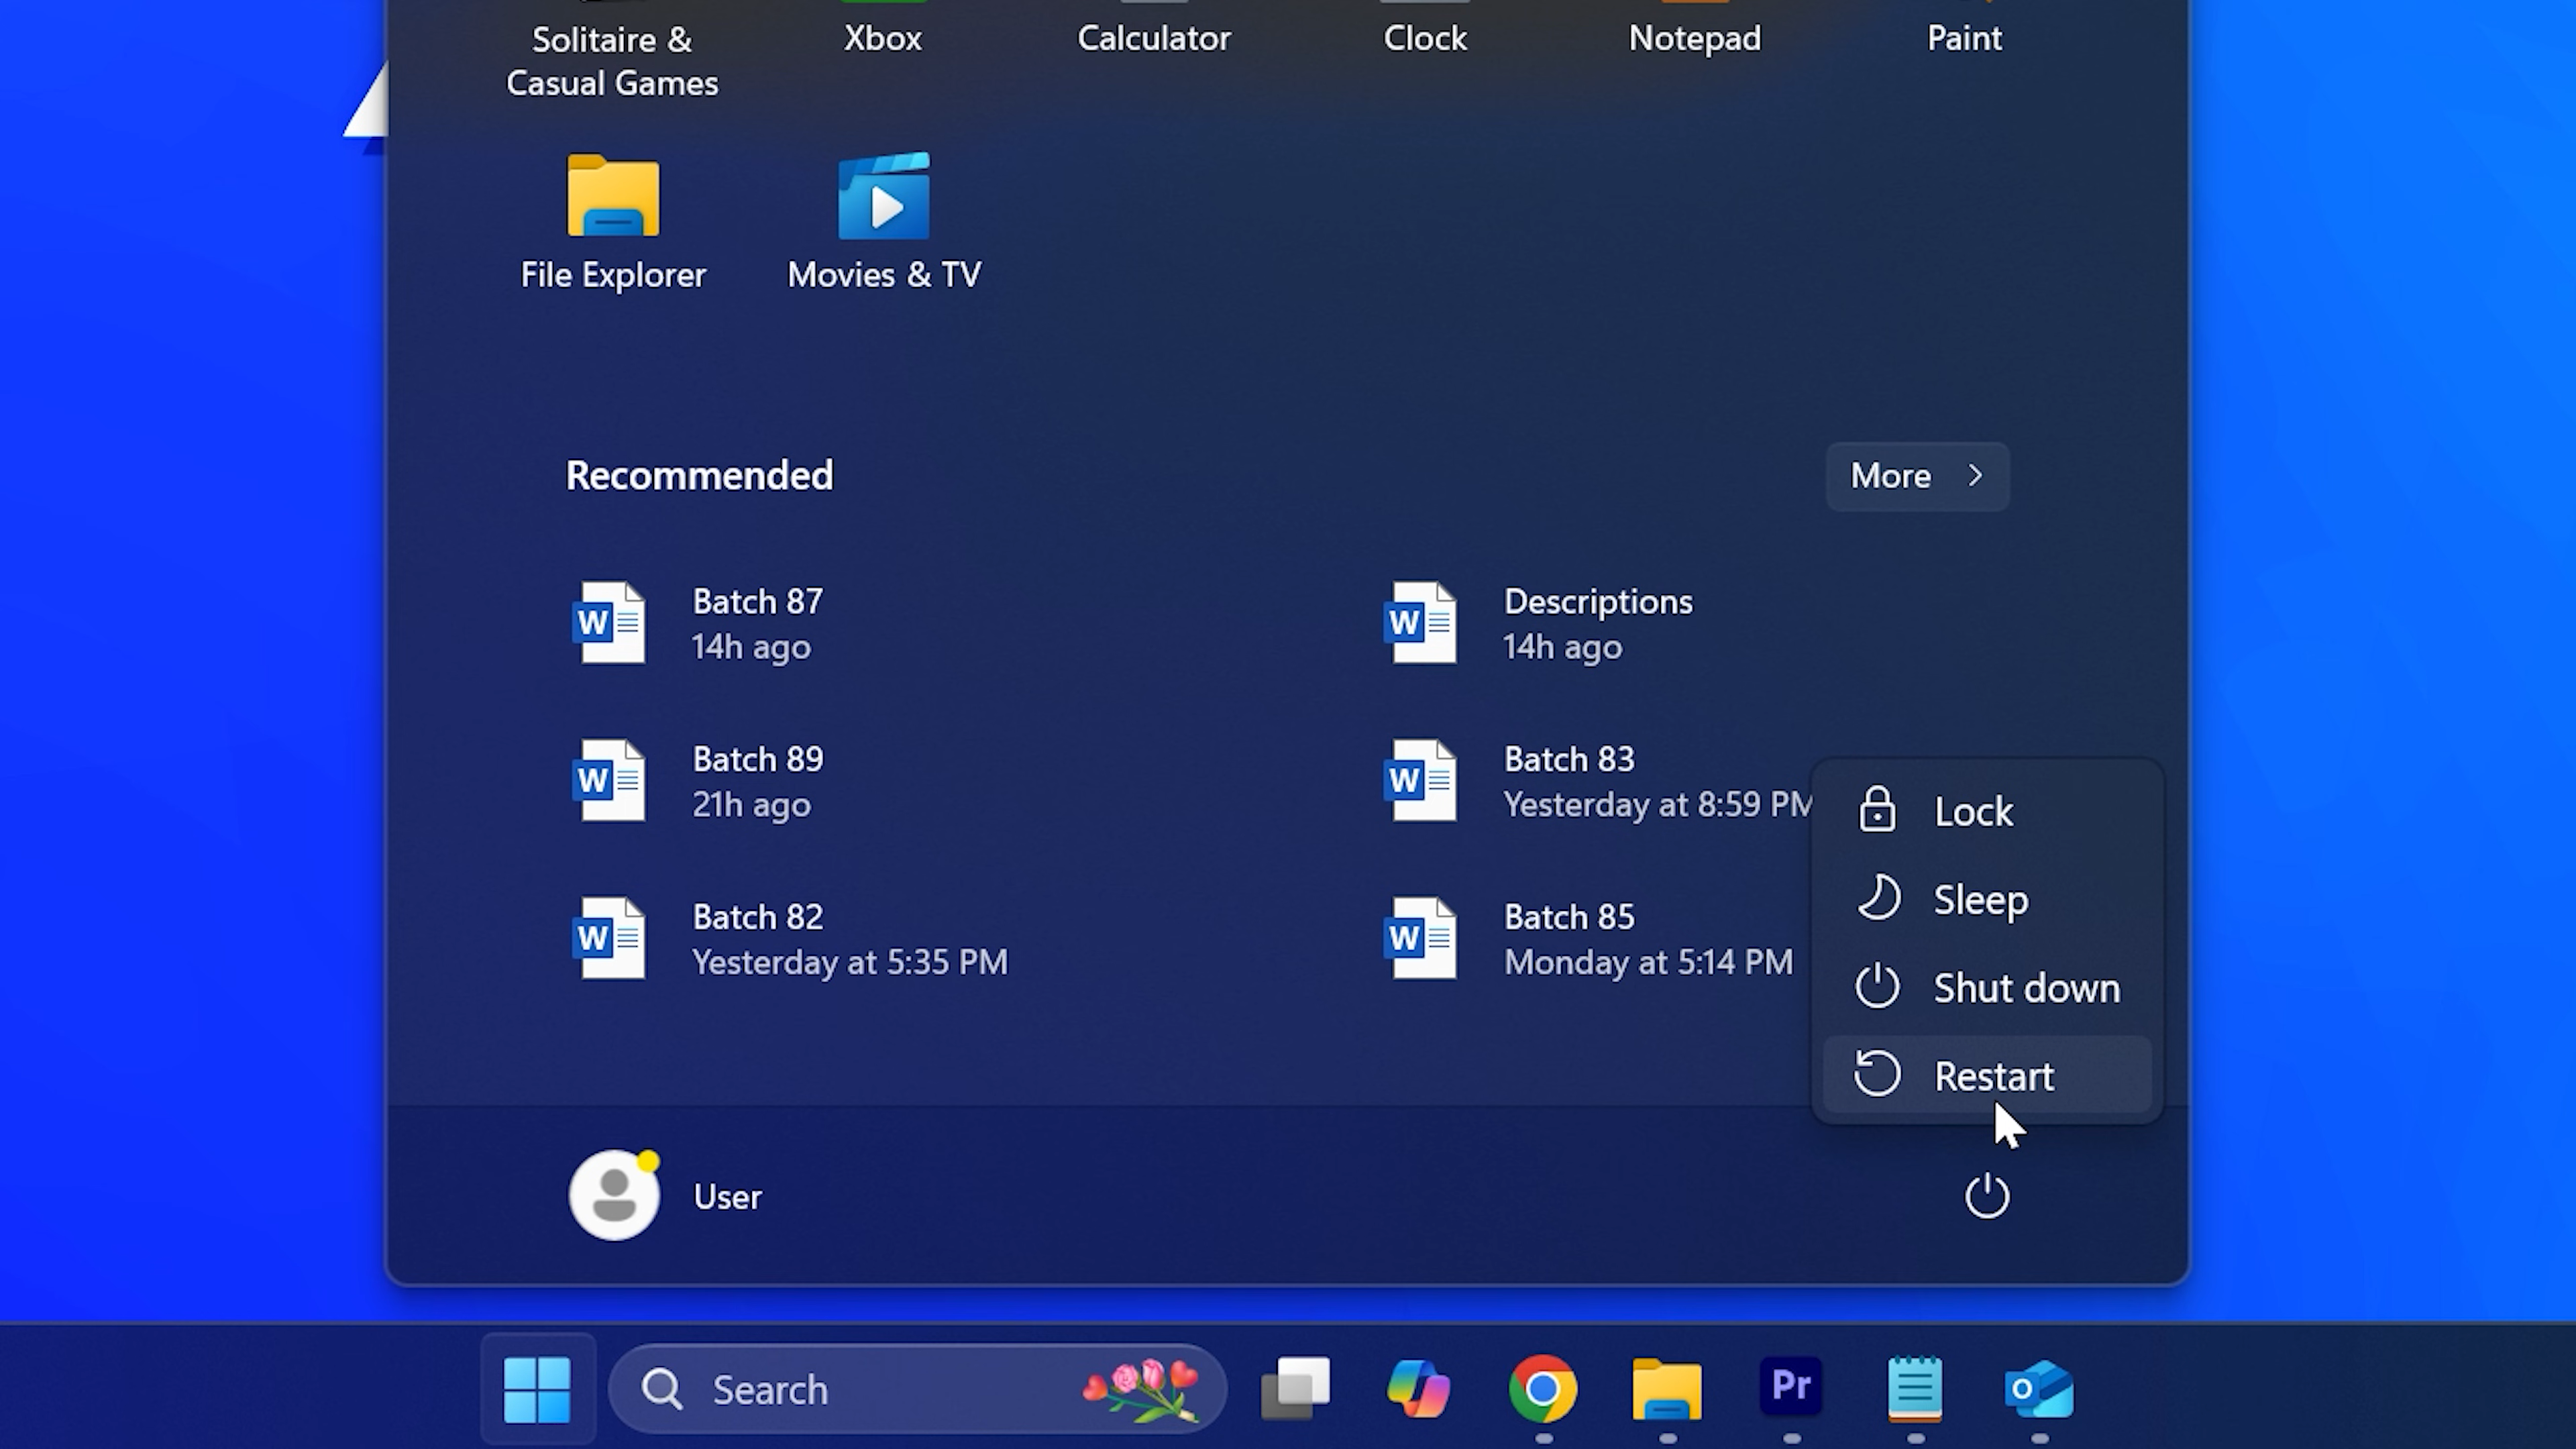 Solitaire &
Casual Games
Xbox
Calculator
Clock
Notepad
Paint
File Explorer
Movies & TV
Recommended
More
W
Batch 87
14h ago
W
Descriptions
14h ago
W
Batch 89
21h ago
W
Batch 83
Yesterday at 8:59 PM
W
Batch 82
Yesterday at 5:35 PM
W
Batch 85
Monday at 5:14 PM
Lock
Sleep
Shut down
Restart
User
Search
Pr
O